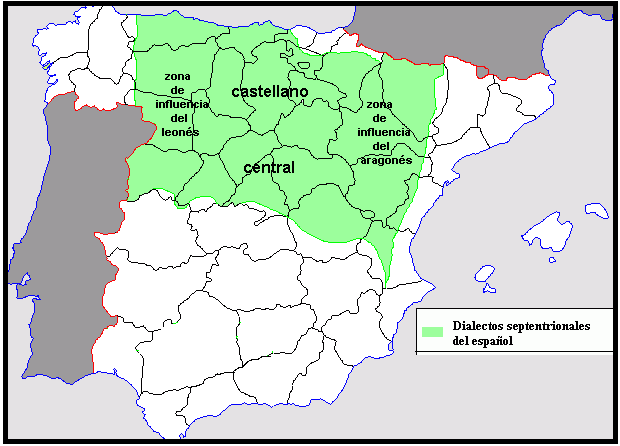 zona
de
influencia
del
leonés
castellano
central
zona
de
influencia
del
aragonés
Dialectos septentrionales
del español